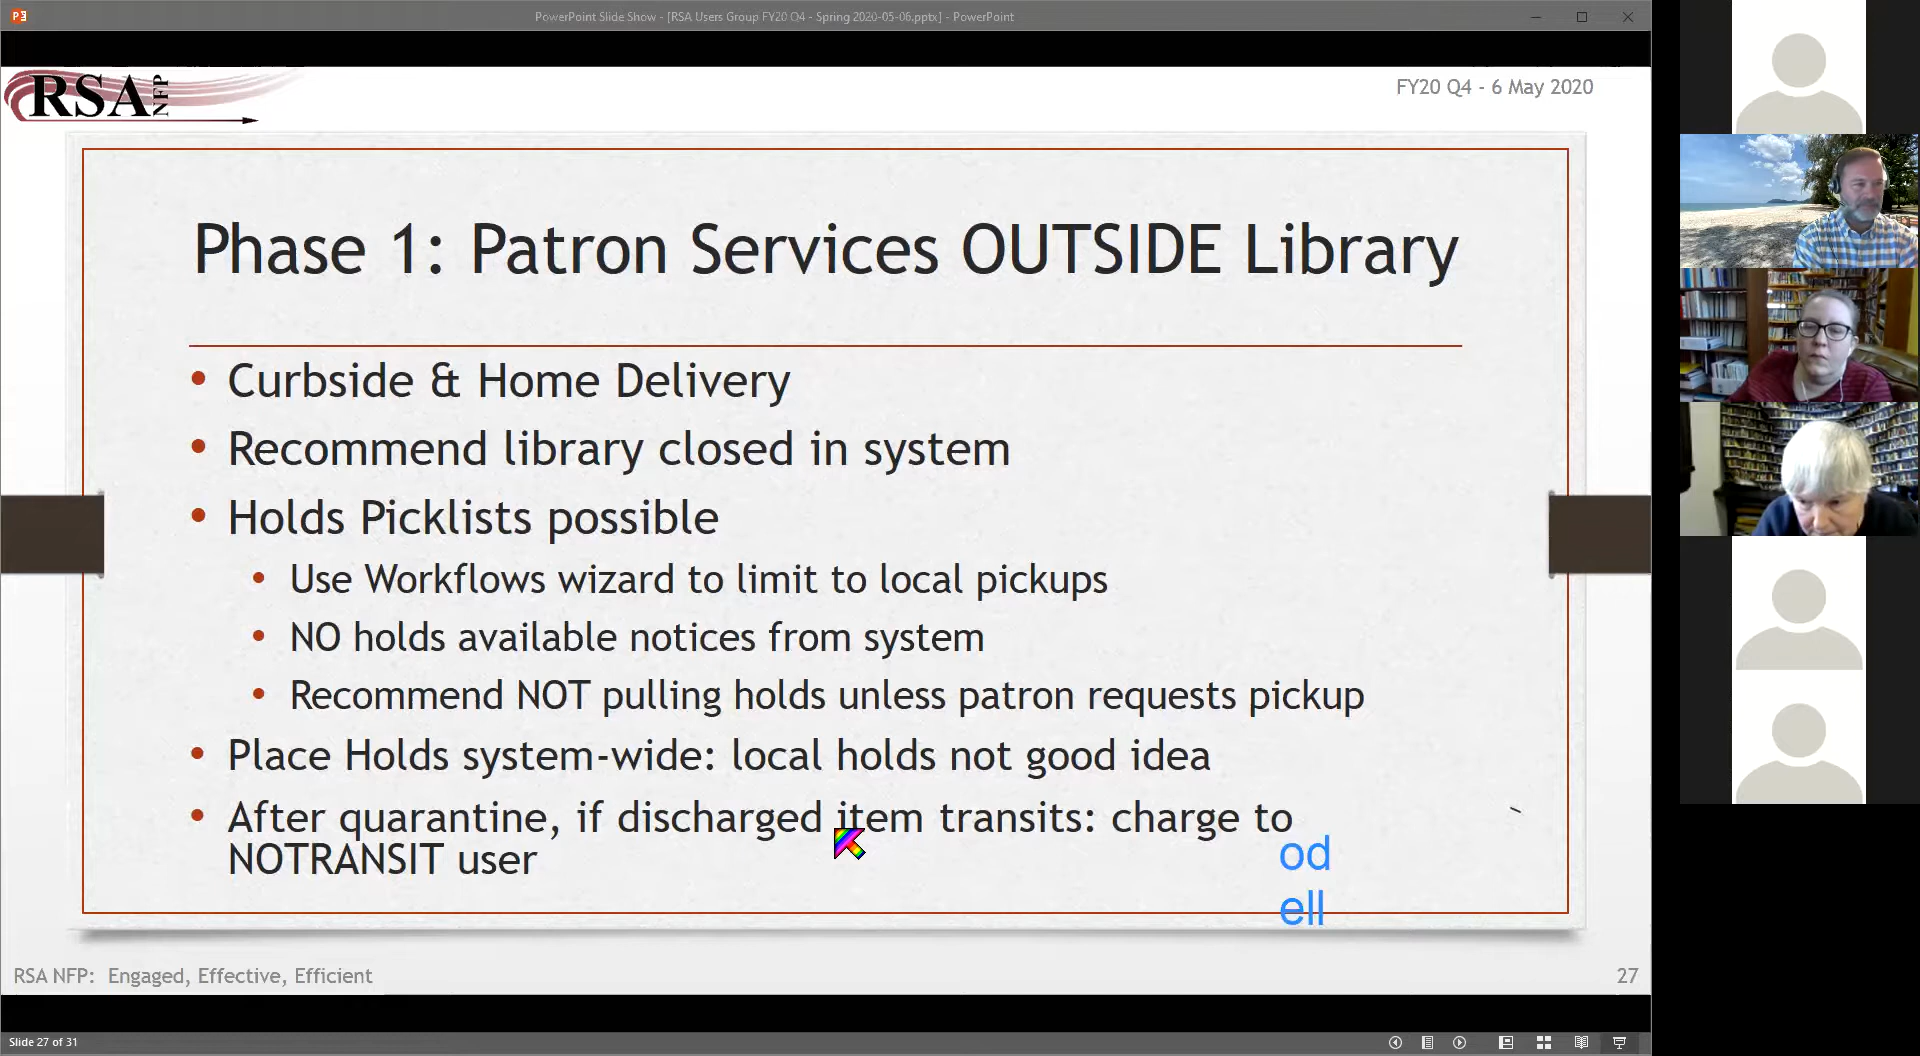 PowerPoint Slide Show - [RSA Users Group FY20 Q4 - Spring 2020-05-06.pptx] - PowerPoint
RSA NFP
FY20 Q4 - 6 May 2020
Phase 1: Patron Services OUTSIDE Library
• Curbside & Home Delivery
• Recommend library closed in system
• Holds Picklists possible
• Use Workflows wizard to limit to local pickups
• NO holds available notices from system
• Recommend NOT pulling holds unless patron requests pickup
• Place Holds system-wide: local holds not good idea
• After quarantine, if discharged item transits: charge to
NOTRANSIT user
od
ell
RSA NFP: Engaged, Effective, Efficient
27
Slide 27 of 31